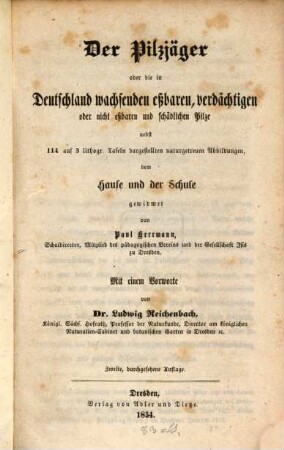 Der Pilzjäger
oder die in
Deutschland wachsenden eßbaren, verdächtigen
oder nicht eßbaren und schädlichen Pilze
nebst
114 auf 3 lithogr. Tafeln dargestellten naturgetreuen Abbildungen,
dem
Hause und der Schule
gewidmet
von
Paul Herrmann,
Schuldirector, Mitglied des pädagogischen Vereins und der Gesellschaft Isis
zu Dresden.
Mit einem Vorworte
von
Dr. Ludwig Reichenbach,
Königl. Sächs. Hofrath, Professor der Naturkunde, Director am königlichen
Naturalien-Cabinet und botanischen Garten in Dresden ꝛc.
Zweite, durchgesehene Auflage.
Dresden,
Verlag von Adler und Dietze.
1854.